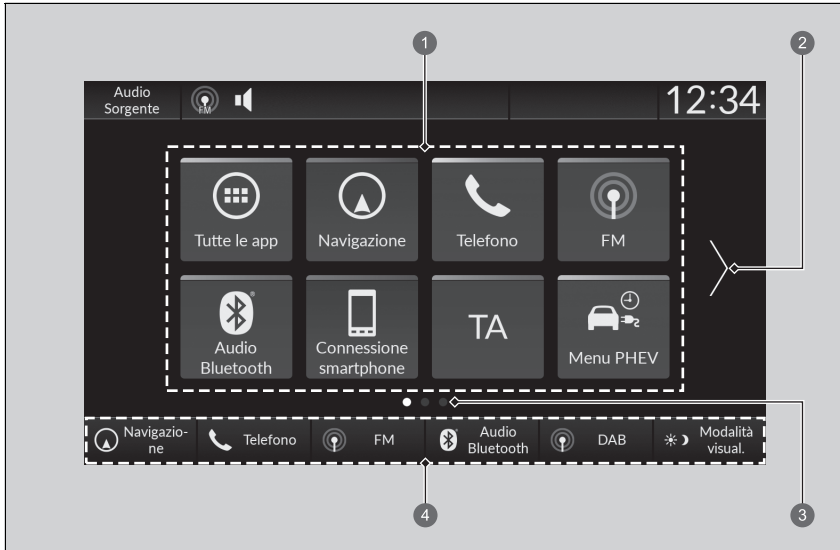 1
2
Audio
Sorgente
FM
12:34
Tutte le app
Navigazione
Telefono
FM
Audio
Bluetooth
®
Connessione
smartphone
TA
Menu PHEV
Navigazio-
ne
Telefono
FM
Audio
Bluetooth
DAB
Modalità
visual.
4
3